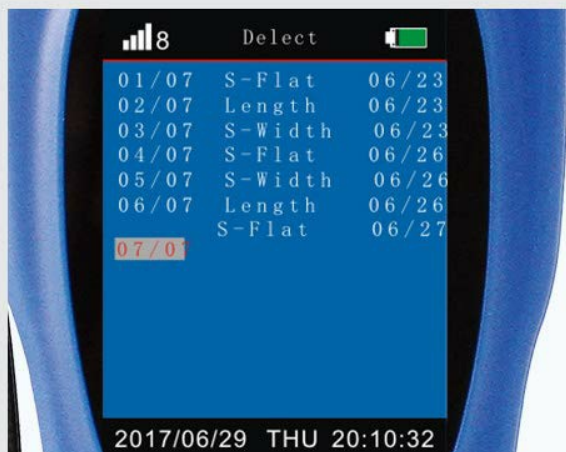 8 Delect
01/07 S-Flat 06/23
02/07 Length 06/23
03/07 S-Width 06/23
04/07 S-Flat 06/26
05/07 S-Width 06/26
06/07 Length 06/26
S-Flat 06/27
07/07
2017/06/29 THU 20:10:32